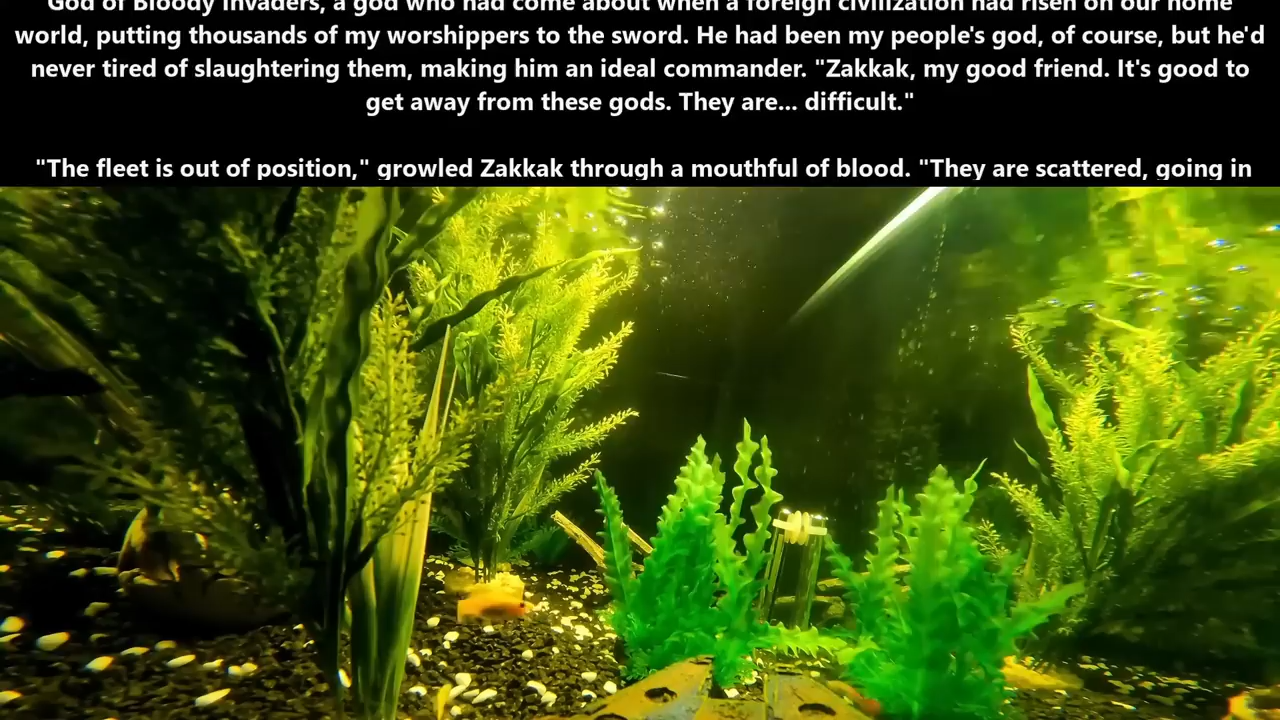 God of Bloody Invaders, a god who had come about when a foreign civilization had risen on our home
world, putting thousands of my worshippers to the sword. He had been my people's god, of course, but he'd
never tired of slaughtering them, making him an ideal commander. "Zakkak, my good friend. It's good to
get away from these gods. They are... difficult."
"The fleet is out of position," growled Zakkak through a mouthful of blood. "They are scattered, going in